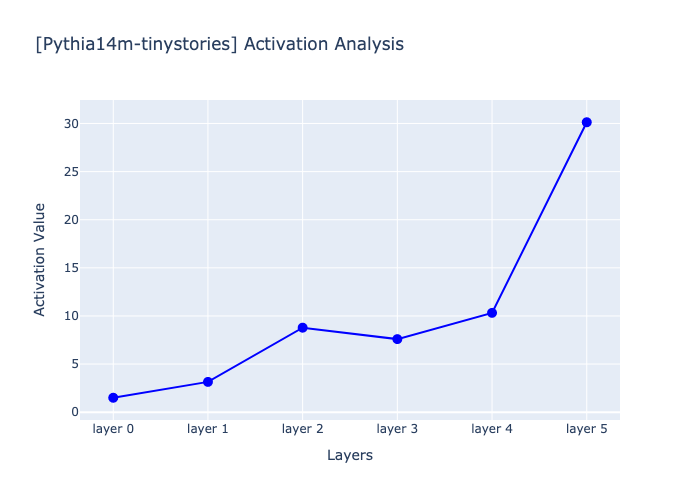 [Pythia14m-tinystories] Activation Analysis
Activation Value
30
25
20
15
10
5
0
layer 0 layer 1 layer 2 layer 3 layer 4 layer 5
Layers